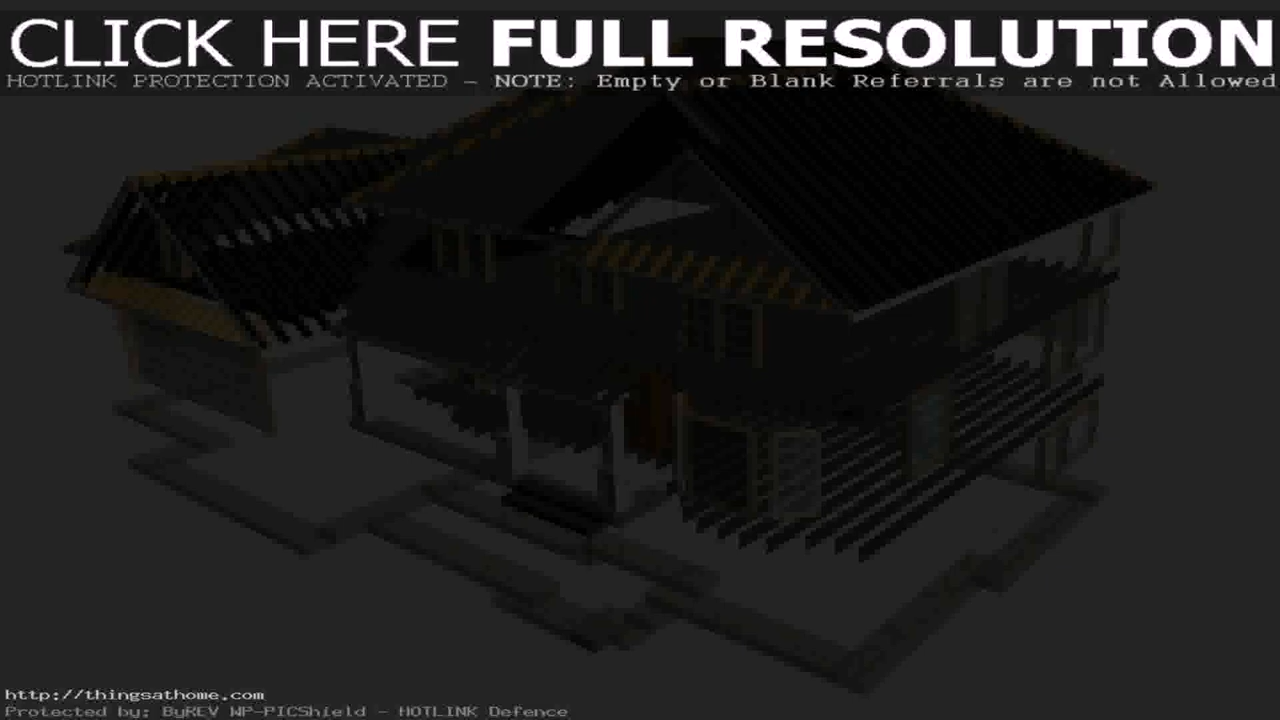 CLICK HERE FULL RESOLUTION
HOTLINK PROTECTION ACTIVATED - NOTE: Empty or Blank Referrals are not Allowed
http://thingsathome.com
Protected by: ByREV WP-PICShield - HOTLINK Defence